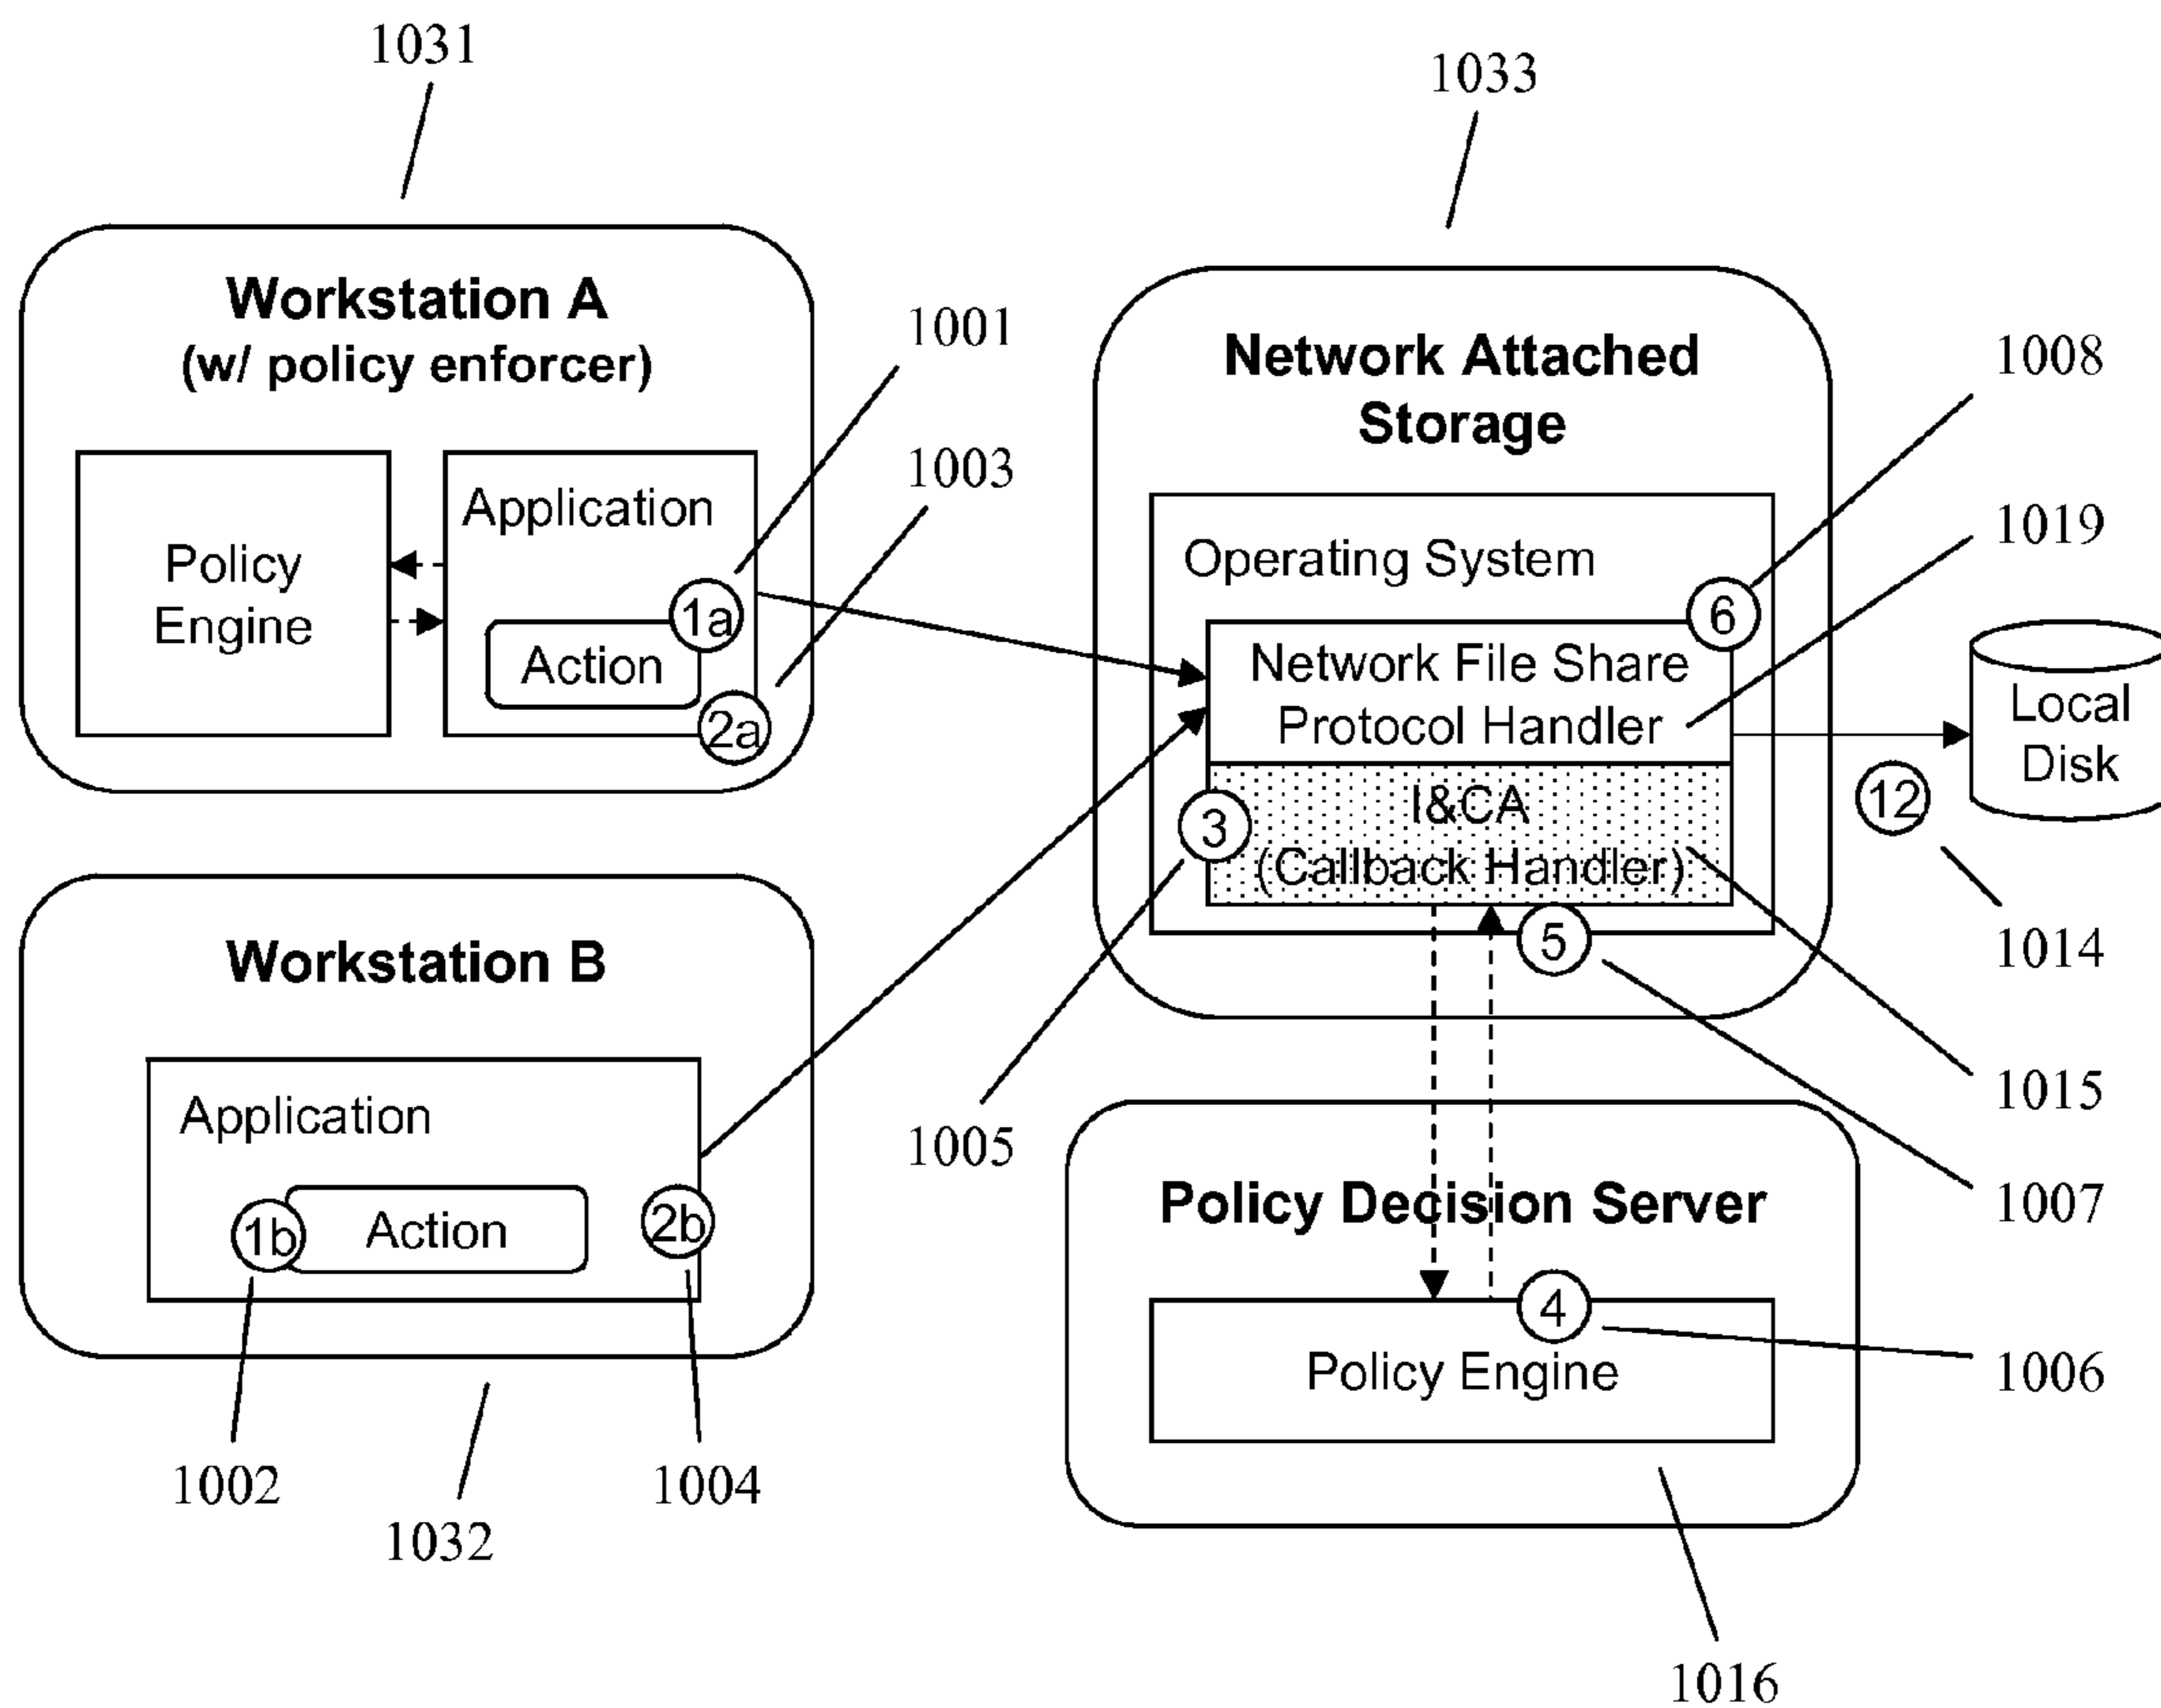 1031
1033
Workstation A
(w/ policy enforcer)
1001
1003
Policy
Engine
Application
1a
Action
2a
Network Attached
Storage
1008
1019
Operating System
6
Network File Share
Protocol Handler
Local
Disk
12
I&CA
3
(Callback Handler)
5
1014
1015
1007
1005
Workstation B
Application
1b
Action
2b
1002
1004
1032
Policy Decision Server
4
Policy Engine
1006
1016